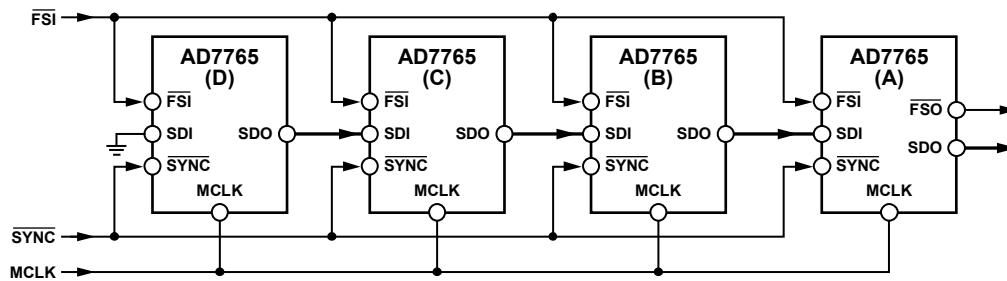 FSI
AD7765
(D)
FSI
SDI
SDO
SYNC
MCLK
AD7765
(C)
FSI
SDI
SDO
SYNC
MCLK
AD7765
(B)
FSI
SDI
SDO
SYNC
MCLK
AD7765
(A)
FSI
FSO
SDI
SDO
SYNC
MCLK
SYNC
MCLK